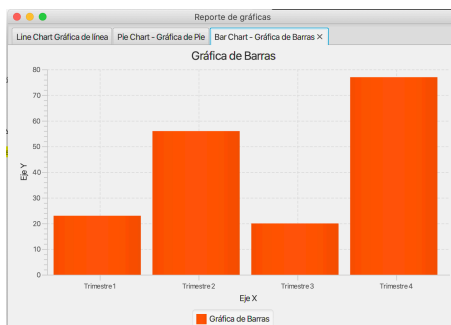 Reporte de gráficas
Line Chart Gráfica de línea
Pie Chart - Gráfica de Pie
Bar Chart - Gráfica de Barras ×
Gráfica de Barras
80
70
60
50
40
30
20
10
0
Eje Y
Trimestre 1
Trimestre 2
Trimestre 3
Trimestre 4
Eje X
Gráfica de Barras